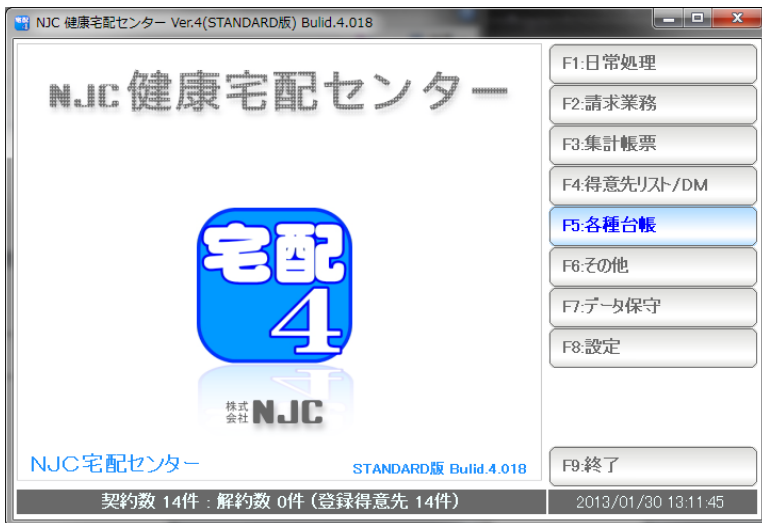 NJC 健康宅配センター Ver.4(STANDARD版) Bulid.4.018
NJC健康宅配センター
宅配
4
株式会社 NJC
NJC宅配センター
STANDARD版 Bulid.4.018
F1:日常処理
F2:請求業務
F3:集計帳票
F4:得意先リスト/DM
F5:各種台帳
F6:その他
F7:データ保守
F8:設定
F9:終了
契約数 14件 : 解約数 0件 (登録得意先 14件)
2013/01/30 13:11:45